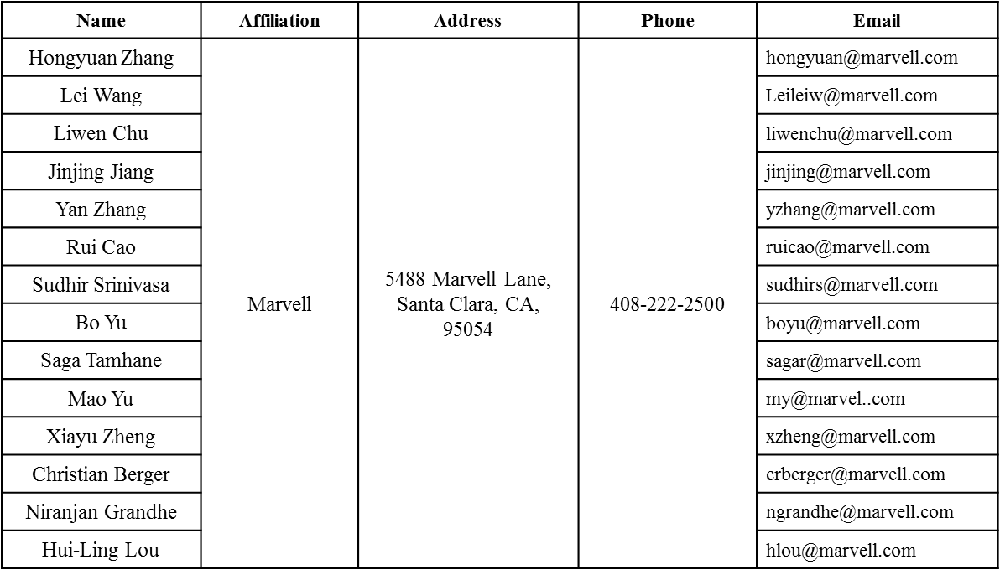 Name Affiliation Address Phone Email
Hongyuan Zhang hongyuan@marvell.com
Lei Wang Leileiw@marvell.com
Liwen Chu liwenchu@marvell.com
Jinjing Jiang jinjing@marvell.com
Yan Zhang yzhang@marvell.com
Rui Cao ruicao@marvell.com
Sudhir Srinivasa sudhirs@marvell.com
Marvell
5488 Marvell Lane,
Santa Clara, CA,
95054
408-222-2500
Bo Yu boyu@marvell.com
Saga Tamhane sagar@marvell.com
Mao Yu my@marvel..com
Xiayu Zheng xzheng@marvell.com
Christian Berger crberger@marvell.com
Niranjan Grandhe ngrandhe@marvell.com
Hui-Ling Lou hlou@marvell.com